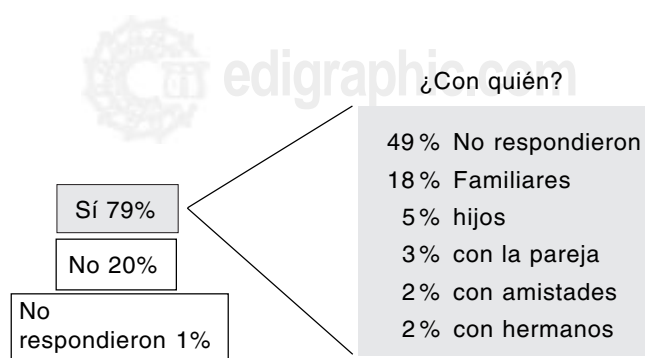 edigraphic.com
¿Con quién?
49% No respondieron
18% Familiares
5% hijos
3% con la pareja
2% con amistades
2% con hermanos
Sí 79%
No 20%
No
respondieron 1%